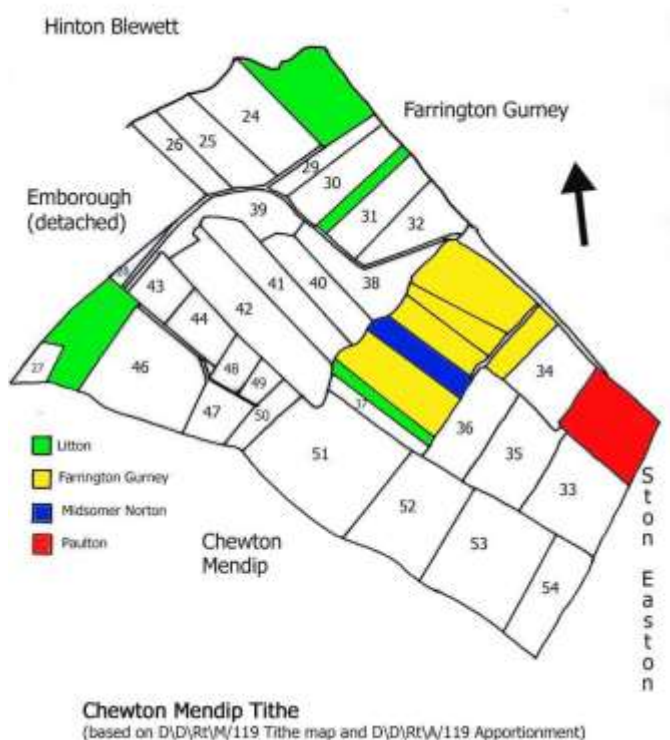 Hinton Blewett
Farrington Gurney
24
25
26
29
30
31
32
Emborough
(detached)
39
38
40
41
42
43
44
27
46
48
49
47
50
37
34
36
35
33
51
52
53
54
Litton
Farrington Gurney
Midsomer Norton
Paulton
Chewton
Mendip
Ston Easton
Chewton Mendip Tithe
(based on D\D\Rt\M/119 Tithe map and D\D\Rt\A/119 Apportionment)